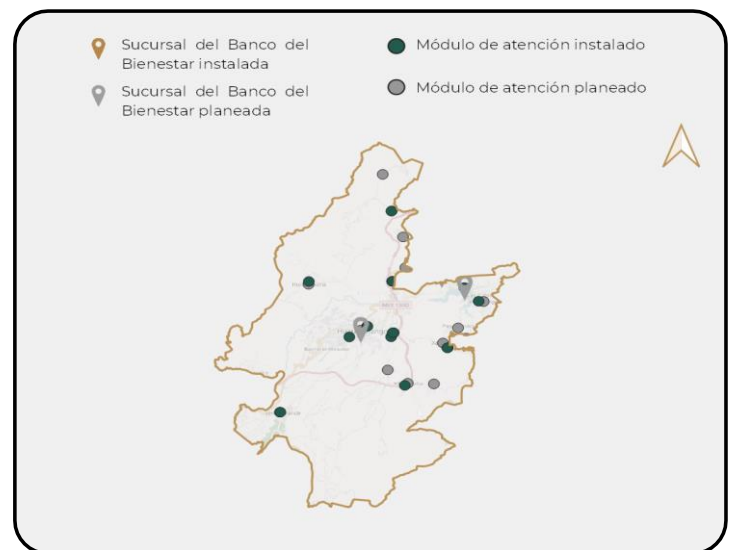 Sucursal del Banco del
Bienestar instalada
Sucursal del Banco del
Bienestar planeada
Módulo de atención instalado
Módulo de atención planeado